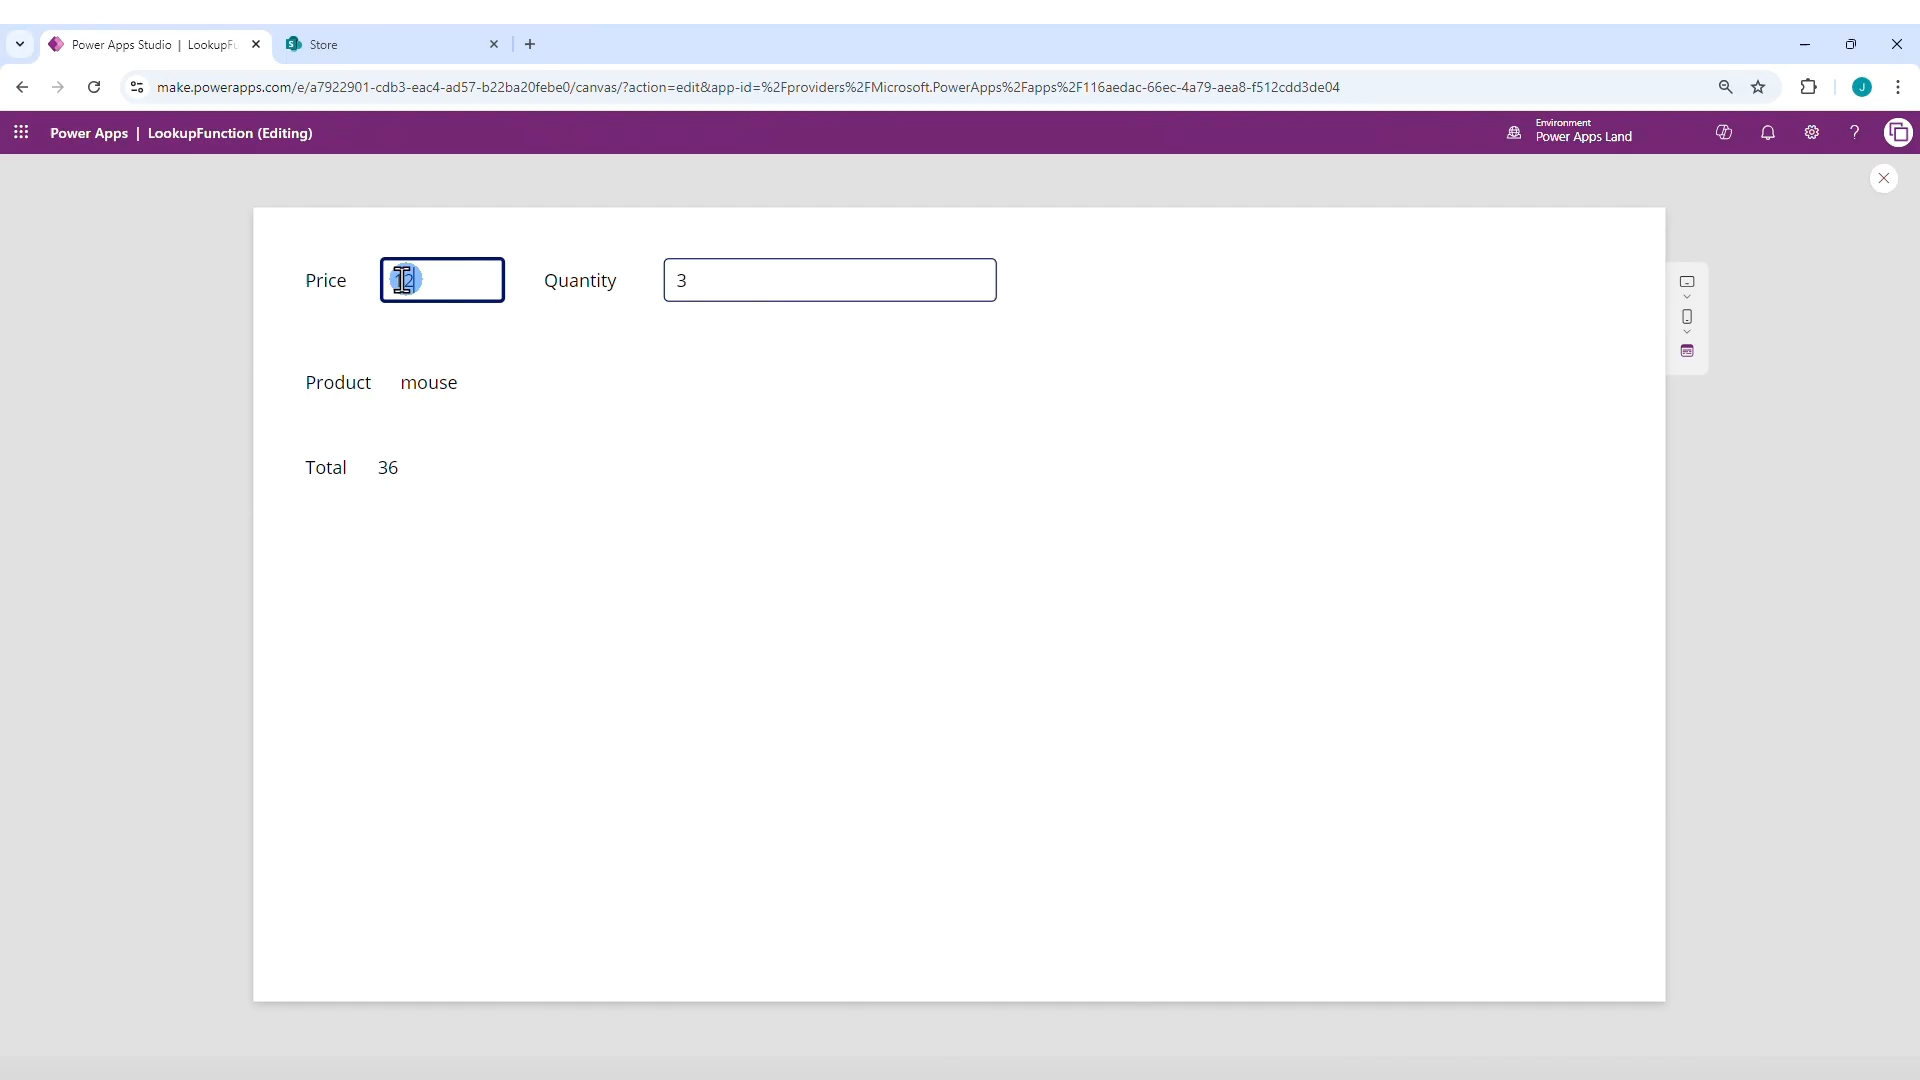 Power Apps Studio | LookupFu
Store
make.powerapps.com/e/a7922901-cdb3-eac4-ad57-b22ba20febe0/canvas/?action=edit&app-id=%2Fproviders%2FMicrosoft.PowerApps%2Fapps%2F116aedac-66ec-4a79-aea8-f512cdd3de04
J
Power Apps | LookupFunction (Editing)
Environment
Power Apps Land
Price 12 Quantity 3
Product mouse
Total 36